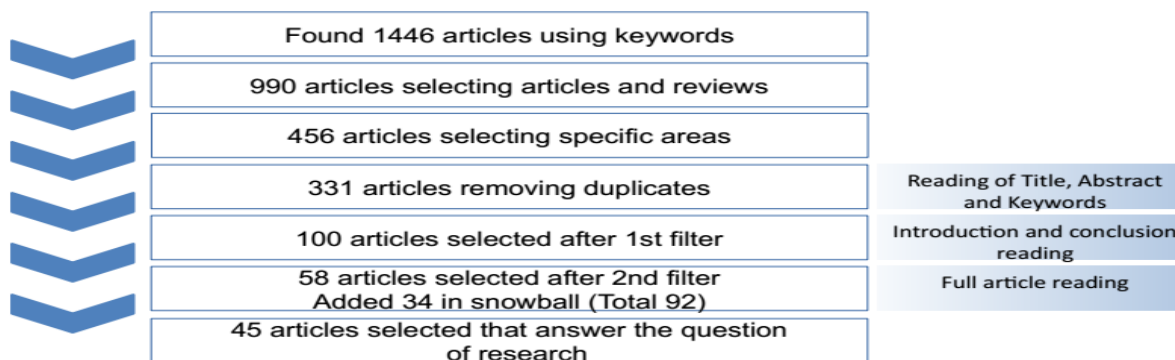 Found 1446 articles using keywords
990 articles selecting articles and reviews
456 articles selecting specific areas
331 articles removing duplicates
Reading of Title, Abstract
and Keywords
100 articles selected after 1st filter
Introduction and conclusion
reading
58 articles selected after 2nd filter
Added 34 in snowball (Total 92)
Full article reading
45 articles selected that answer the question
of research